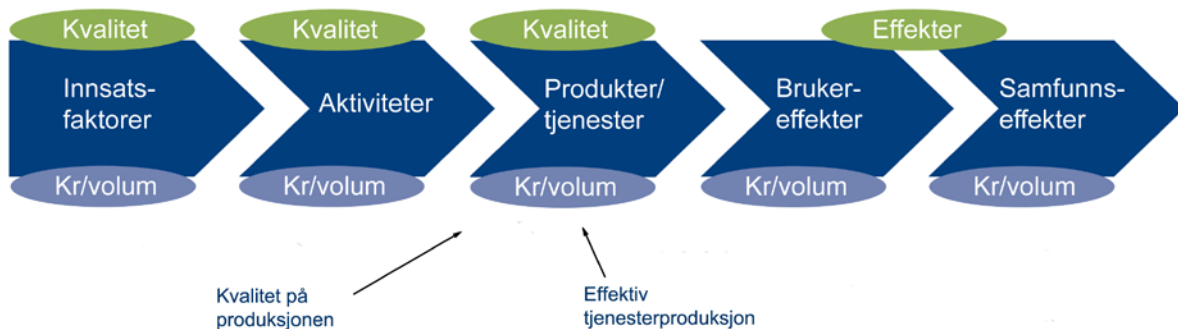 Kvalitet
Kvalitet
Kvalitet
Effekter
Innsats-
faktorer
Aktiviteter
Produkter/
tjenester
Bruker-
effekter
Samfunns-
effekter
Kr/volum
Kr/volum
Kr/volum
Kr/volum
Kr/volum
Kvalitet på
produksjonen
Effektiv
tjenesterproduksjon